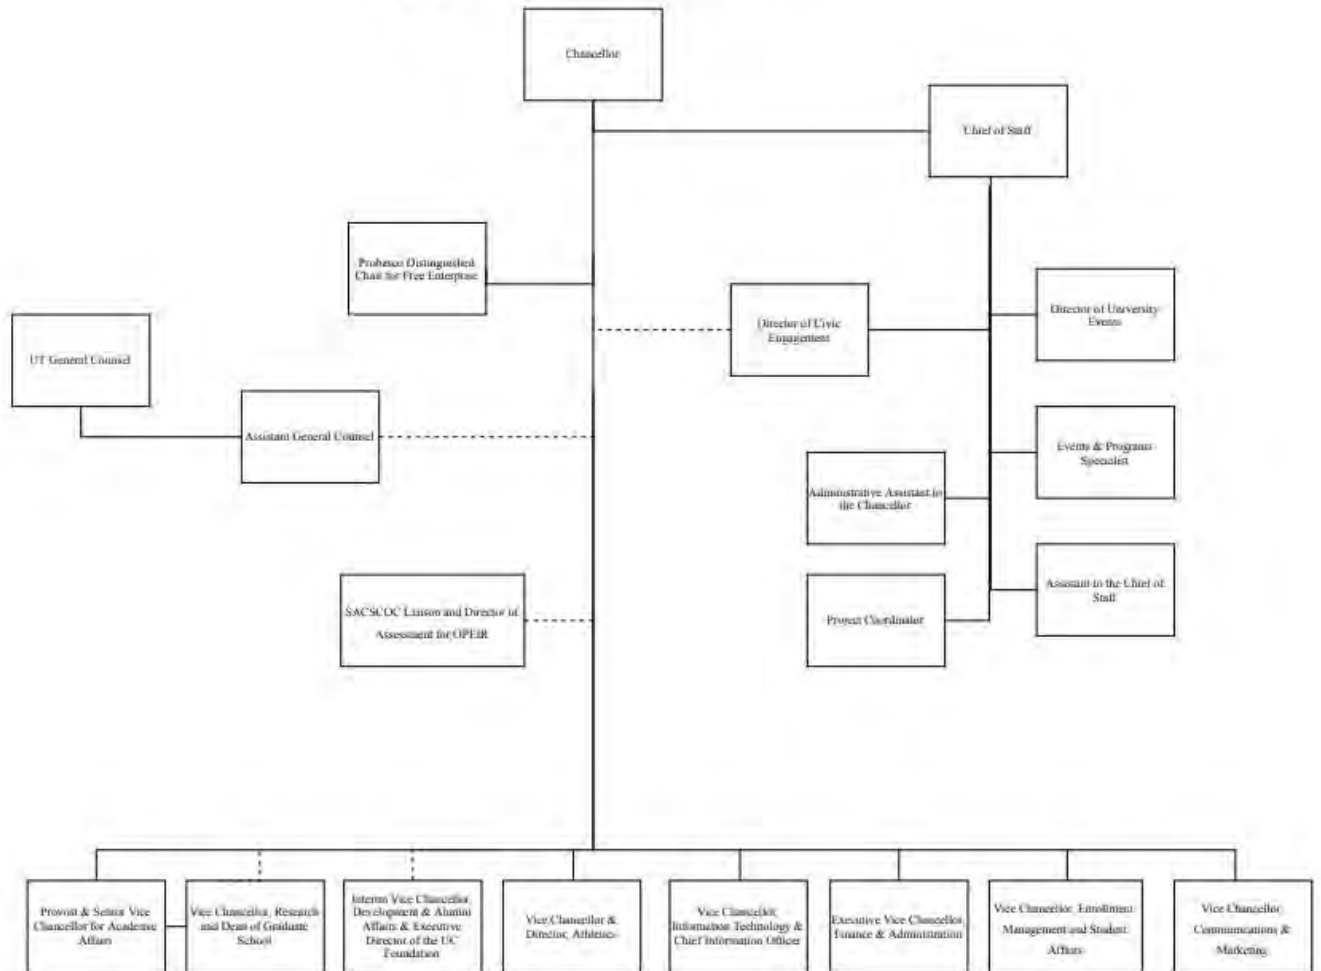 Chancellor
Chief of Staff
Probasco Distinguished
Chair for Free Enterprise
Director of University
Events
Director of Civic
Engagement
UT General Counsel
Assistant General Counsel
Events & Programs
Specialist
Administrative Assistant to
the Chancellor
Assistant to the Chief of
Staff
SACSCOC Liaison and Director of
Assessment for OPEIR
Project Coordinator
Provost & Senior Vice
Chancellor for Academic
Affairs
Vice Chancellor, Research
and Dean of Graduate
School
Interim Vice Chancellor,
Development & Alumni
Affairs & Executive
Director of the UC
Foundation
Vice Chancellor &
Director, Athletics
Vice Chancellor,
Information Technology &
Chief Information Officer
Executive Vice Chancellor,
Finance & Administration
Vice Chancellor, Enrollment
Management and Student
Affairs
Vice Chancellor,
Communications &
Marketing